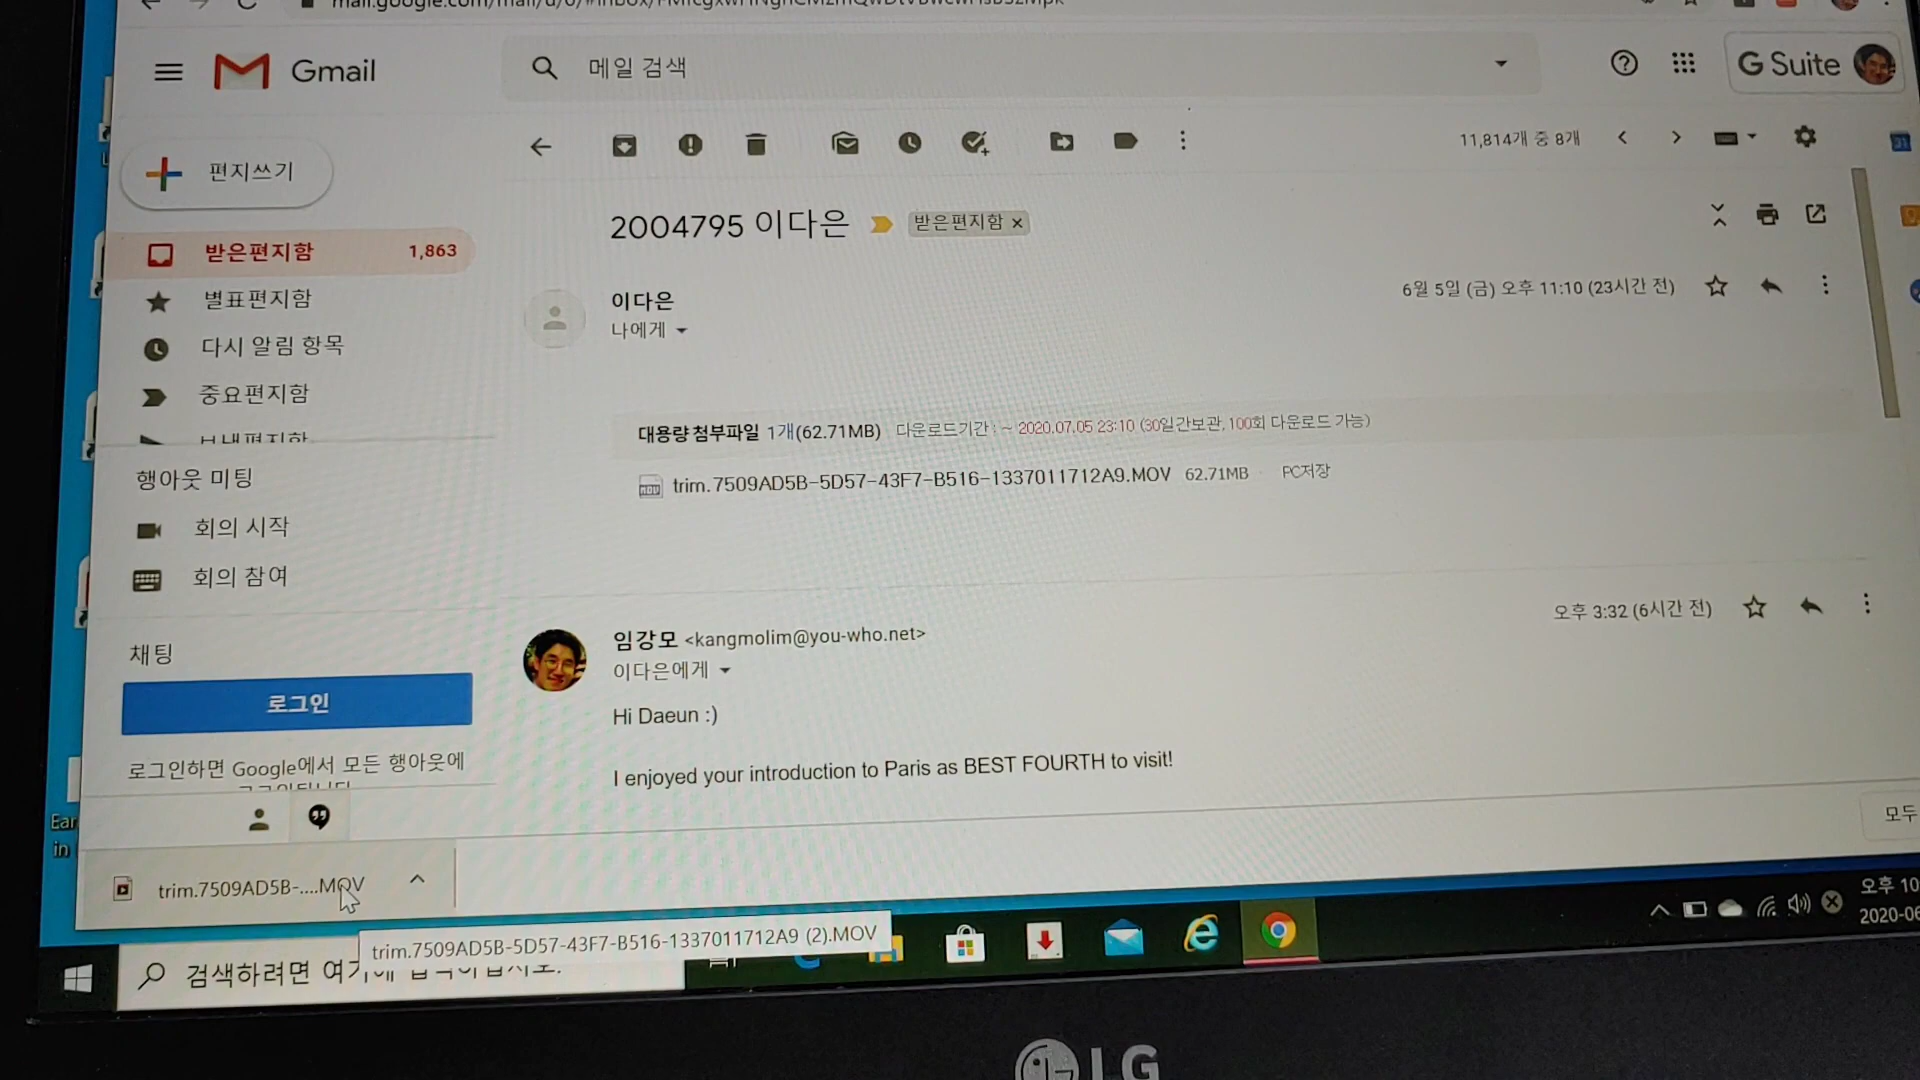 Gmail
메일 검색
G Suite
편지쓰기
11,814개 중 8개
31
2004795 이다은
받은편지함 ×
받은편지함 1,863
별표편지함
다시 알림 항목
중요편지함
보낸편지함
이다은
나에게
6월 5일 (금) 오후 11:10 (23시간 전)
대용량 첨부파일 1개(62.71MB) 다운로드기간 : ~ 2020.07.05 23:10 (30일간보관, 100회 다운로드 가능)
MOV trim.7509AD5B-5D57-43F7-B516-1337011712A9.MOV 62.71MB PC저장
행아웃 미팅
회의 시작
회의 참여
채팅
로그인
로그인하면 Google에서 모든 행아웃에
임강모 <kangmolim@you-who.net>
이다은에게
오후 3:32 (6시간 전)
Hi Daeun :)
I enjoyed your introduction to Paris as BEST FOURTH to visit!
모두
Ear
in
trim.7509AD5B-....MOV
trim.7509AD5B-5D57-43F7-B516-1337011712A9 (2).MOV
검색하려면
오후 10
2020-06
LG